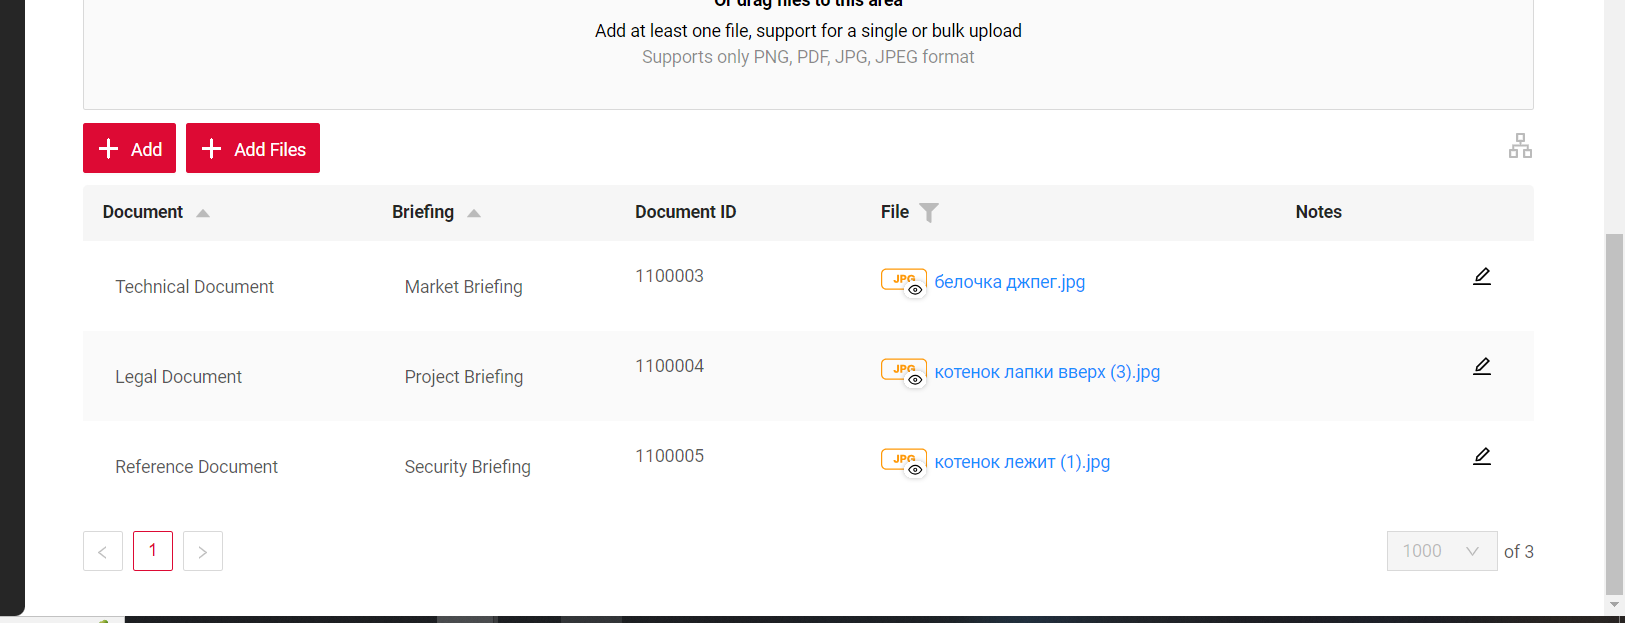 Or drag files to this area
Add at least one file, support for a single or bulk upload
Supports only PNG, PDF, JPG, JPEG format
Add
Add Files
Document Briefing Document ID File Notes
Technical Document Market Briefing 1100003 JPG белочка джпег.jpg
Legal Document Project Briefing 1100004 JPG котенок лапки вверх (3).jpg
Reference Document Security Briefing 1100005 JPG котенок лежит (1).jpg
< 1 > 1000 of 3